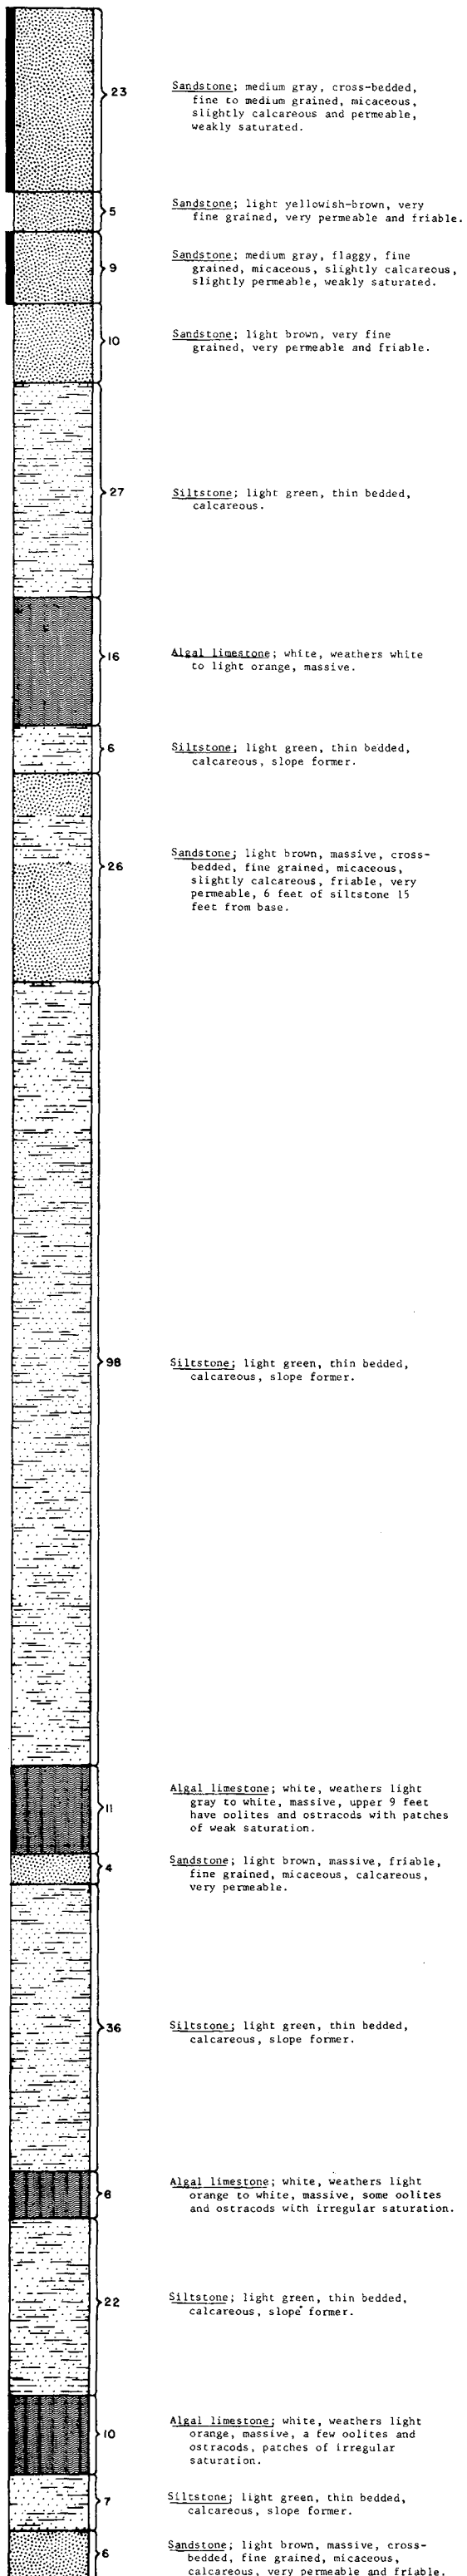 23
Sandstone; medium gray, cross-bedded,
fine to medium grained, micaceous,
slightly calcareous and permeable,
weakly saturated.
5
Sandstone; light yellowish-brown, very
fine grained, very permeable and friable.
9
Sandstone; medium gray, flaggy, fine
grained, micaceous, slightly calcareous,
slightly permeable, weakly saturated.
10
Sandstone; light brown, very fine
grained, very permeable and friable.
27
Siltstone; light green, thin bedded,
calcareous.
16
Algal limestone; white, weathers white
to light orange, massive.
6
Siltstone; light green, thin bedded,
calcareous, slope former.
26
Sandstone; light brown, massive, cross-
bedded, fine grained, micaceous,
slightly calcareous, friable, very
permeable, 6 feet of siltstone 15
feet from base.
98
Siltstone; light green, thin bedded,
calcareous, slope former.
11
Algal limestone; white, weathers light
gray to white, massive, upper 9 feet
have oolites and ostracods with patches
of weak saturation.
4
Sandstone; light brown, massive, friable,
fine grained, micaceous, calcareous,
very permeable.
36
Siltstone; light green, thin bedded,
calcareous, slope former.
6
Algal limestone; white, weathers light
orange to white, massive, some oolites
and ostracods with irregular saturation.
22
Siltstone; light green, thin bedded,
calcareous, slope former.
10
Algal limestone; white, weathers light
orange, massive, a few oolites and
ostracods, patches of irregular
saturation.
7
Siltstone; light green, thin bedded,
calcareous, slope former.
6
Sandstone; light brown, massive, cross-
bedded, fine grained, micaceous,
calcareous, very permeable and friable.